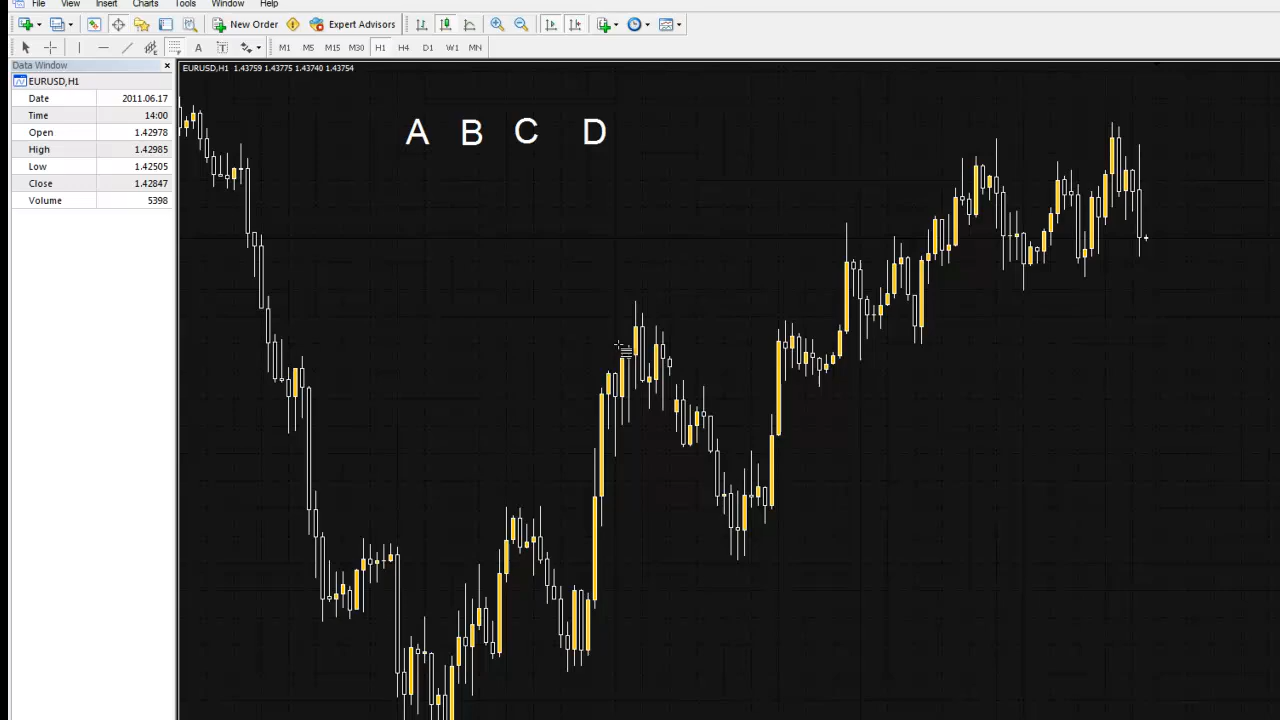 File View Insert Charts Tools Window Help
New Order Expert Advisors
A T M1 M5 M15 M30 H1 H4 D1 W1 MN
Data Window
EURUSD,H1
Date 2011.06.17
Time 14:00
Open 1.42978
High 1.42985
Low 1.42505
Close 1.42847
Volume 5398
EURUSD,H1 1.43759 1.43775 1.43740 1.43754
A B C D